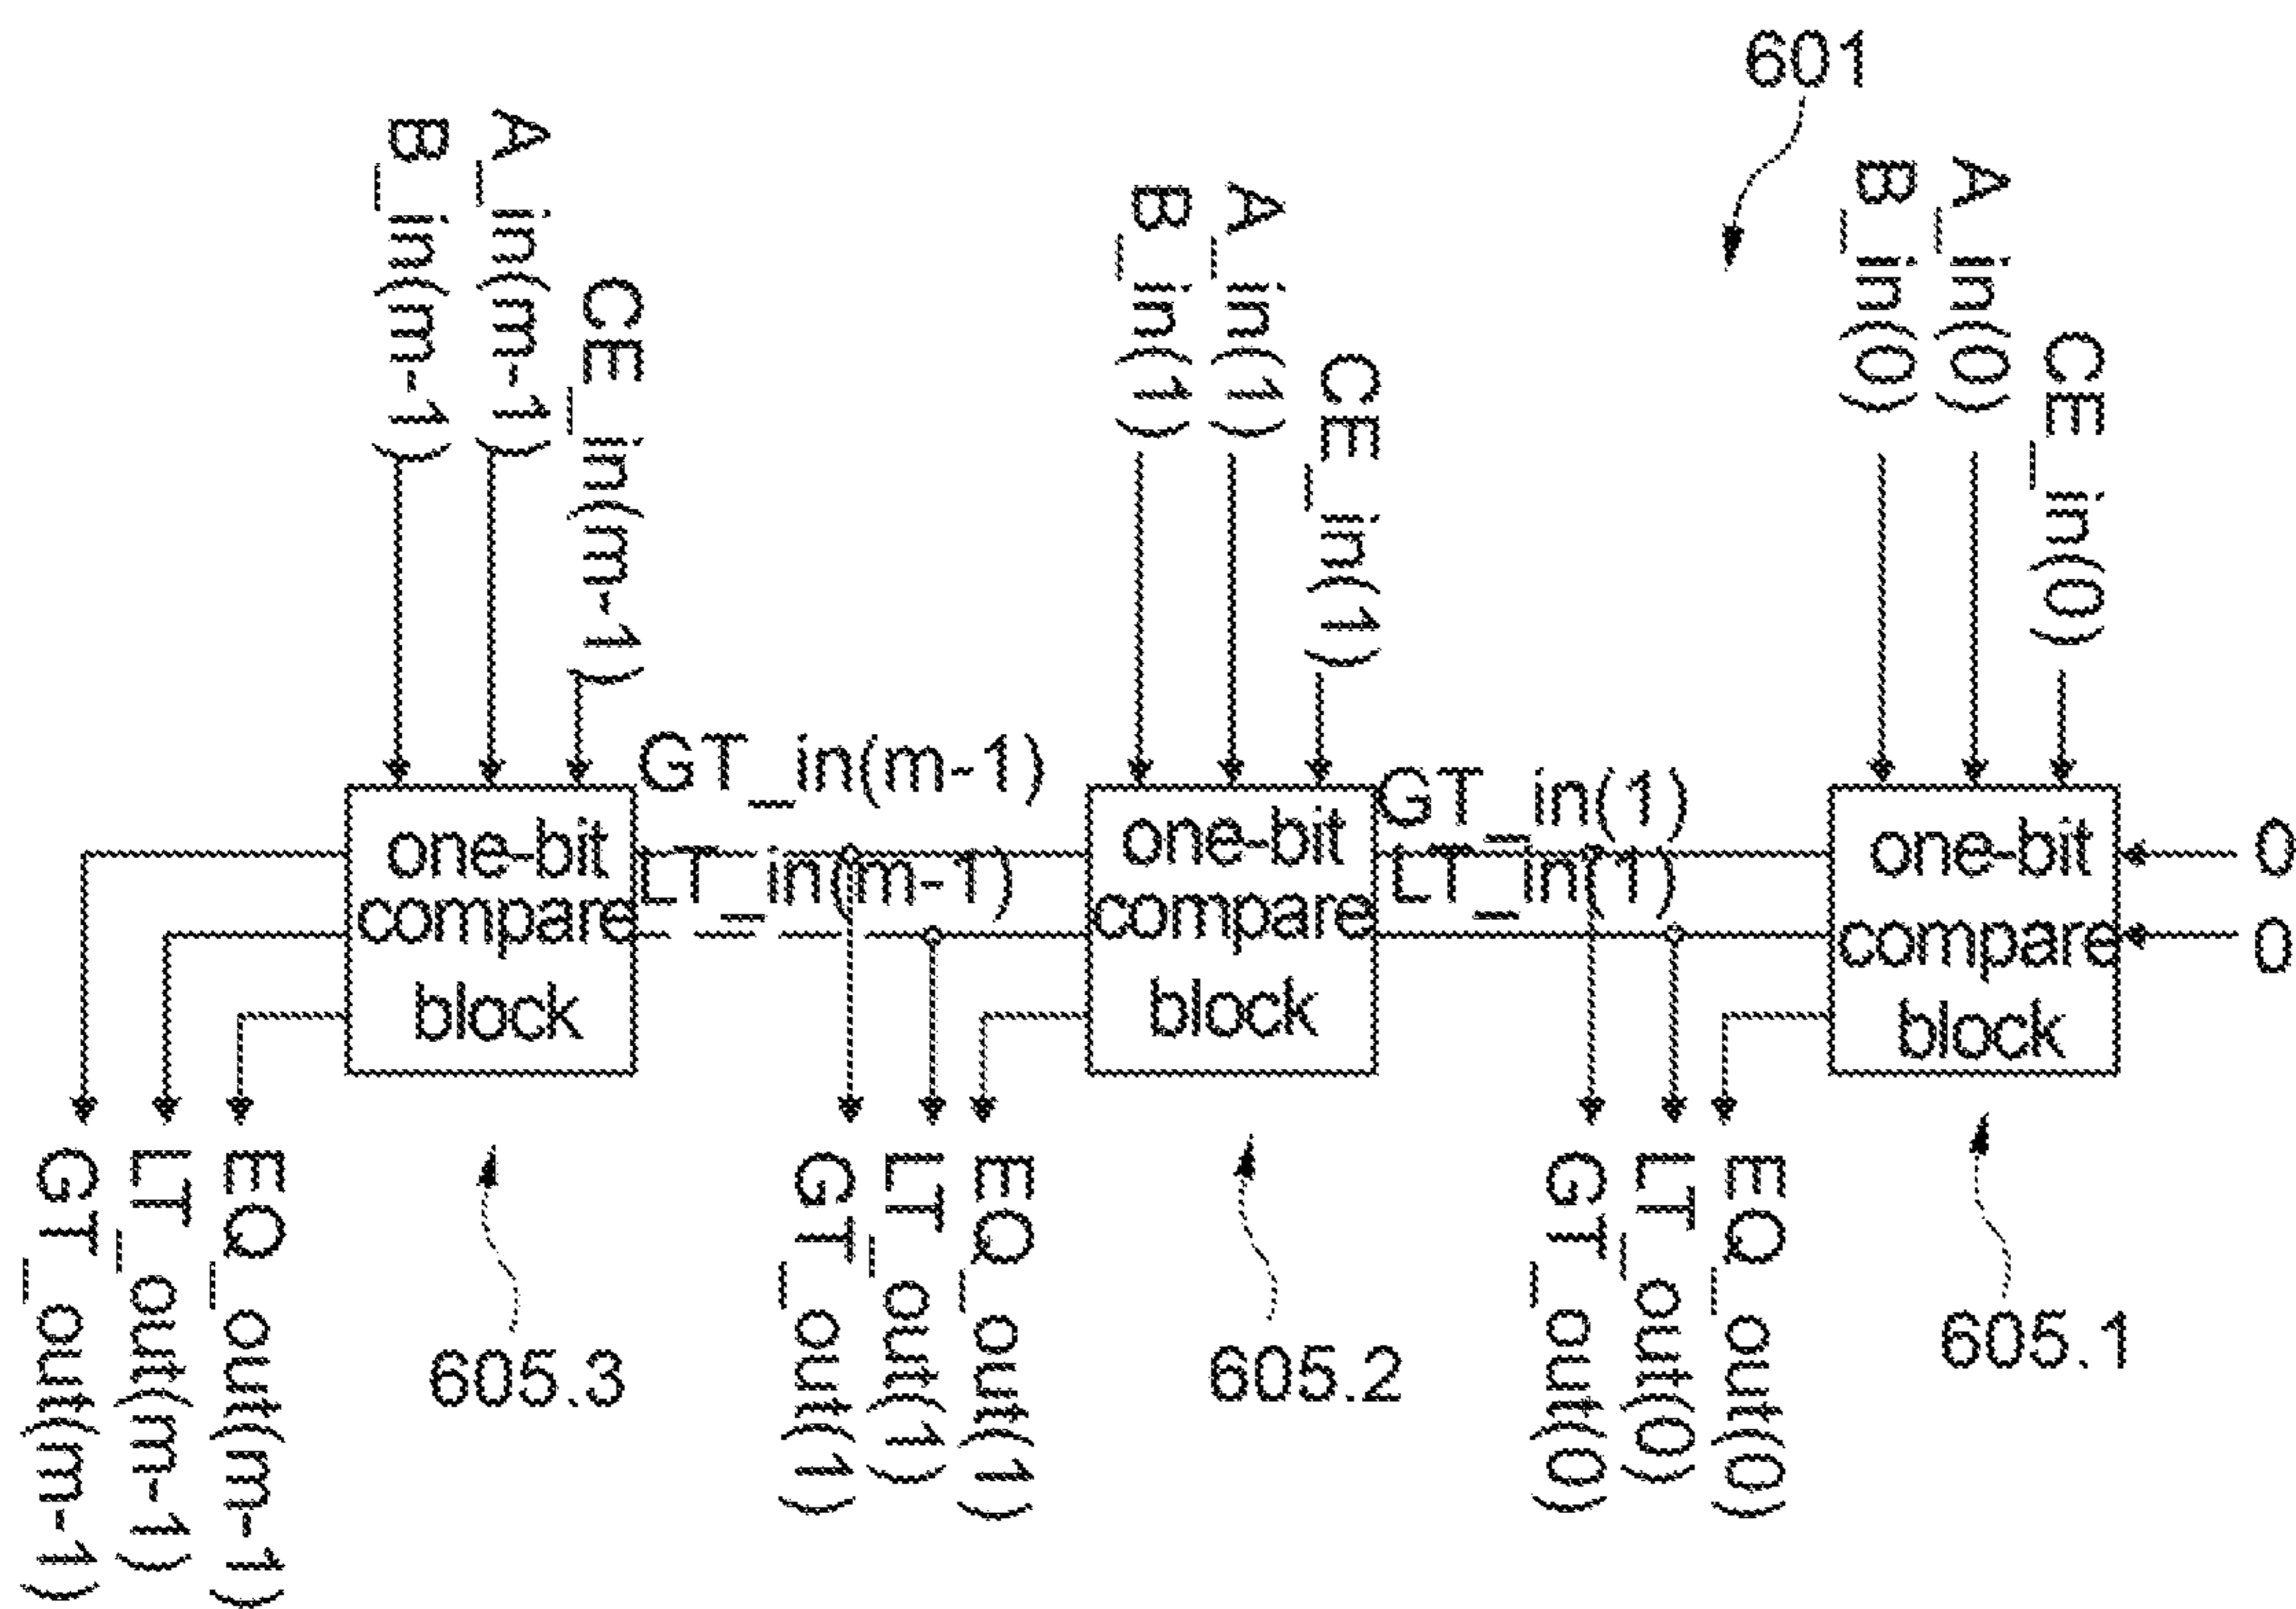 601
B_in(m-1)
A_in(m-1)
CE_in(m-1)
B_in(1)
A_in(1)
CE_in(1)
B_in(0)
A_in(0)
CE_in(0)
GT_in(m-1)
LT_in(m-1)
GT_in(1)
LT_in(1)
one-bit
compare
block
one-bit
compare
block
one-bit
compare
block
0
0
GT_out(m-1)
LT_out(m-1)
EQ_out(m-1)
GT_out(1)
LT_out(1)
EQ_out(1)
GT_out(0)
LT_out(0)
EQ_out(0)
605.3
605.2
605.1